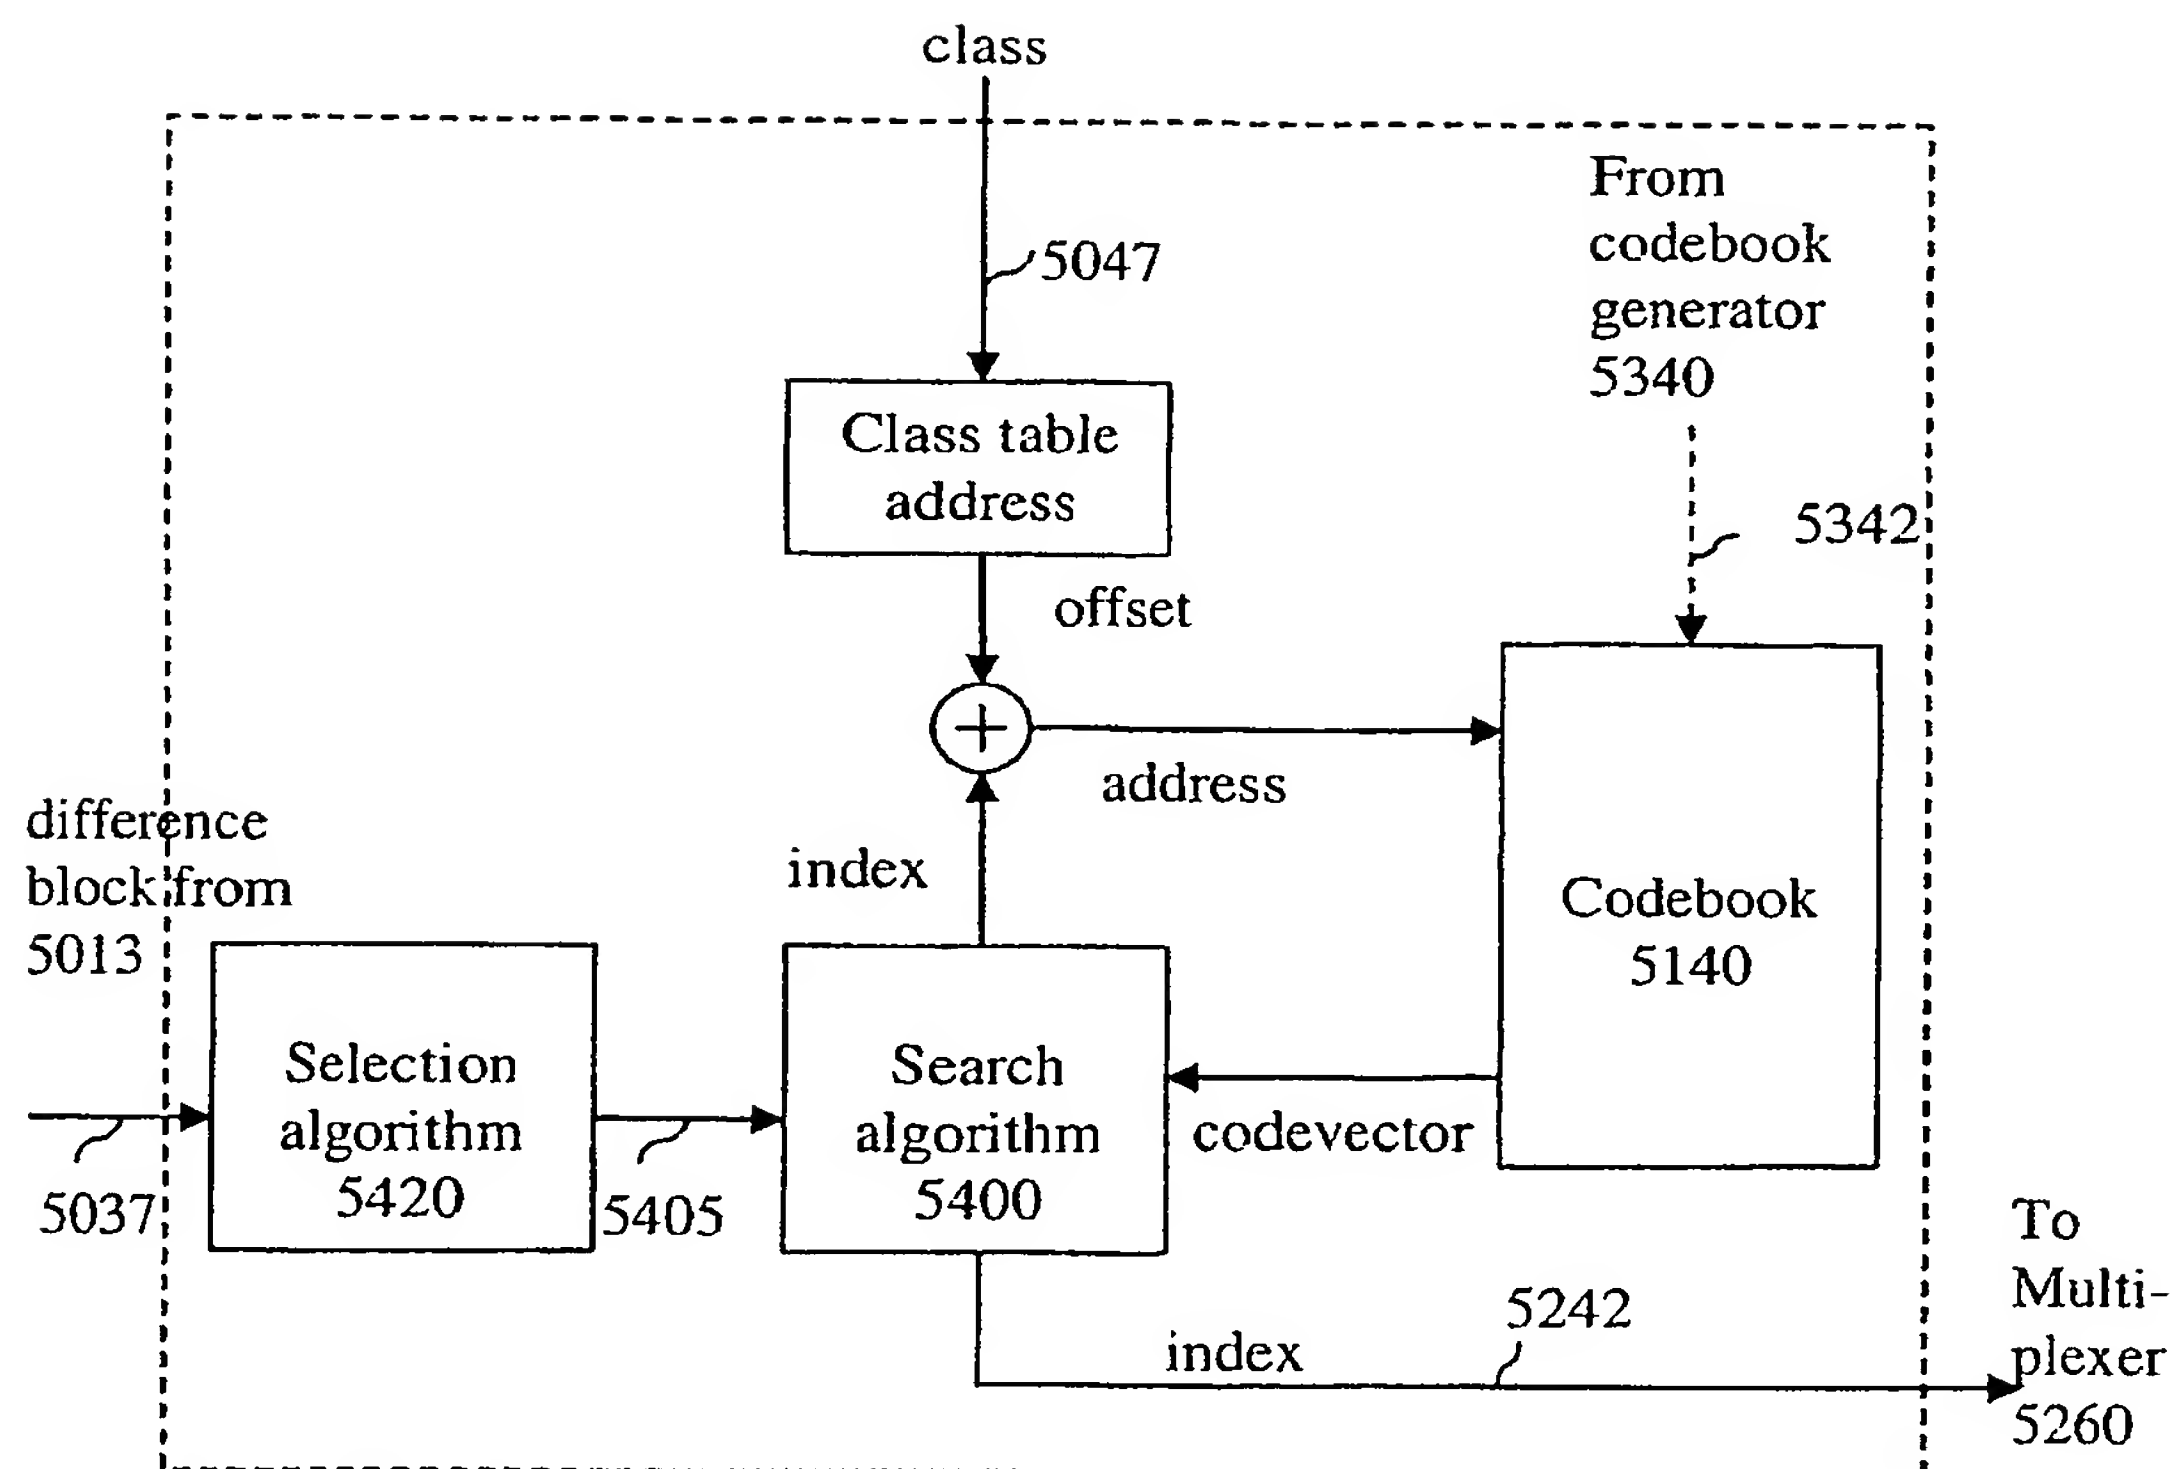 class
From
codebook
generator
5340
5047
Class table
address
5342
offset
+
address
difference
block from
5013
index
Codebook
5140
Selection
algorithm
5420
Search
algorithm
5400
codevector
5037
5405
To
Multi-
plexer
5260
5242
index